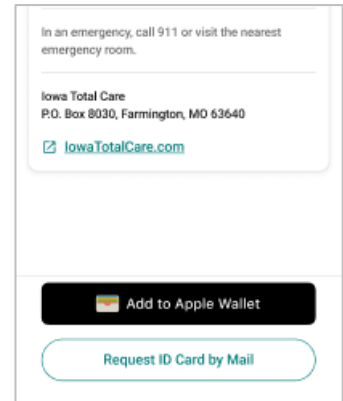 In an emergency, call 911 or visit the nearest
emergency room.
Iowa Total Care
P.O. Box 8030, Farmington, MO 63640
IowaTotalCare.com
Add to Apple Wallet
Request ID Card by Mail